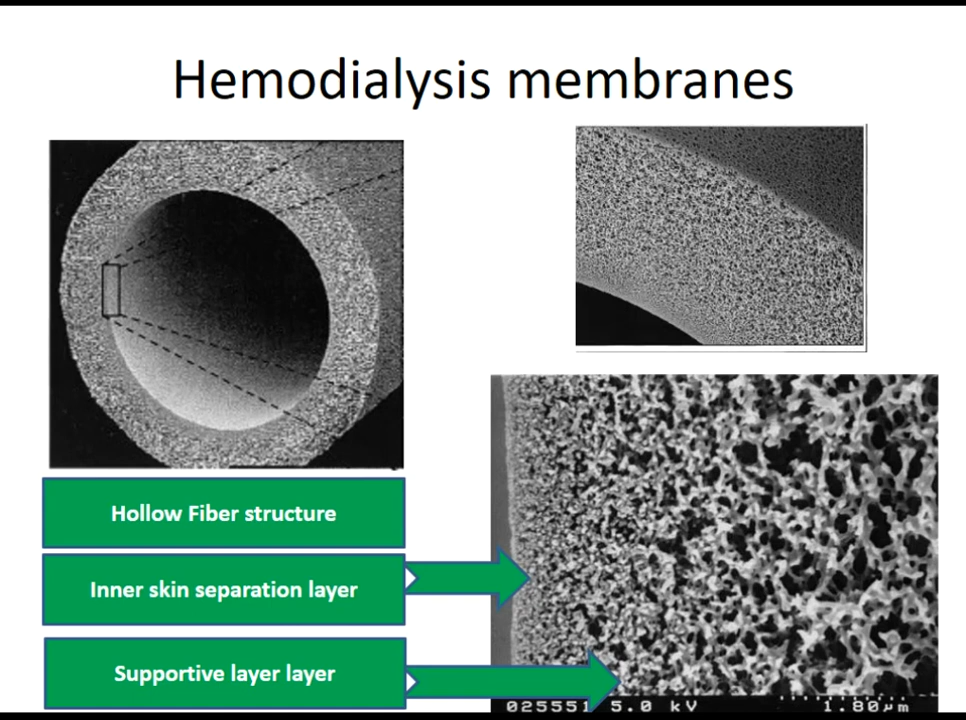 Hemodialysis membranes
Hollow Fiber structure
Inner skin separation layer
Supportive layer layer
025551 5.0 kV 1.80µm